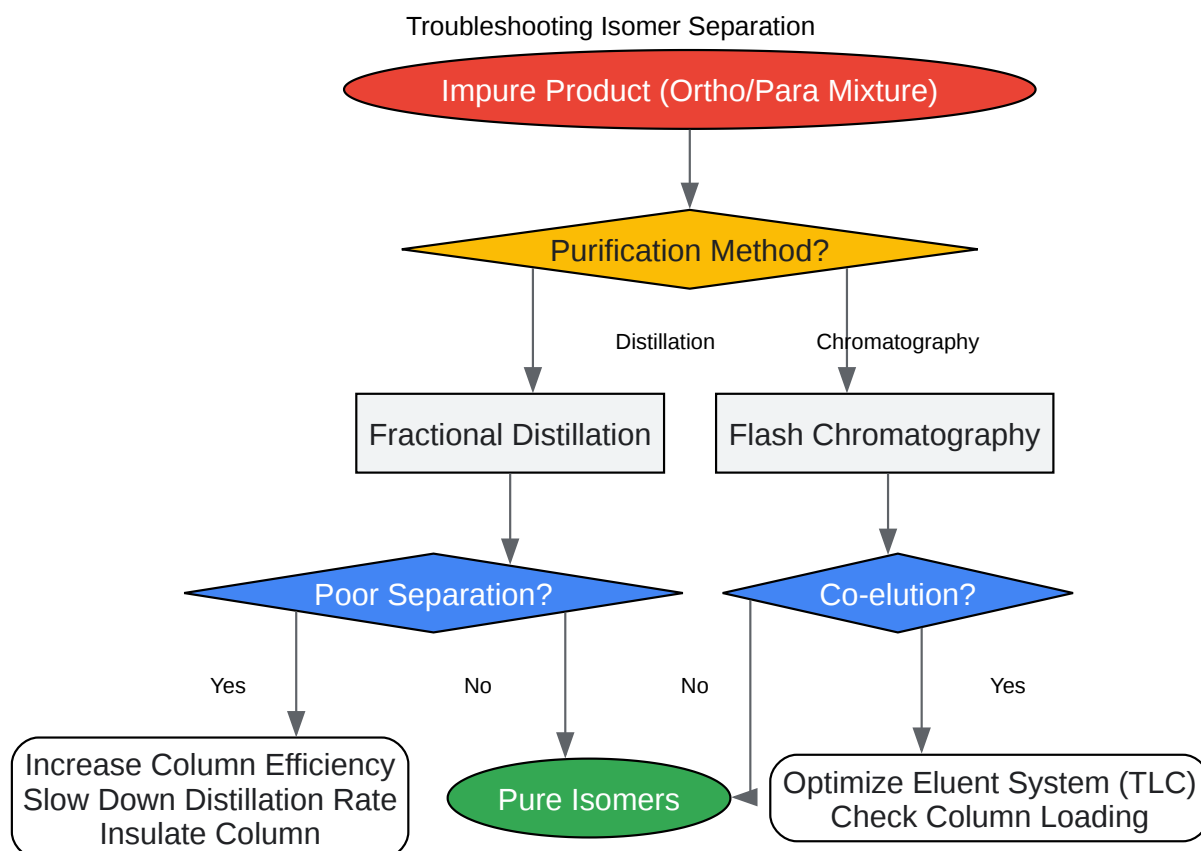 Troubleshooting Isomer Separation
Impure Product (Ortho/Para Mixture)
Purification Method?
Distillation
Chromatography
Fractional Distillation
Flash Chromatography
Poor Separation?
Co-elution?
Yes
No
No
Yes
Increase Column Efficiency
Slow Down Distillation Rate
Insulate Column
Pure Isomers
Optimize Eluent System (TLC)
Check Column Loading